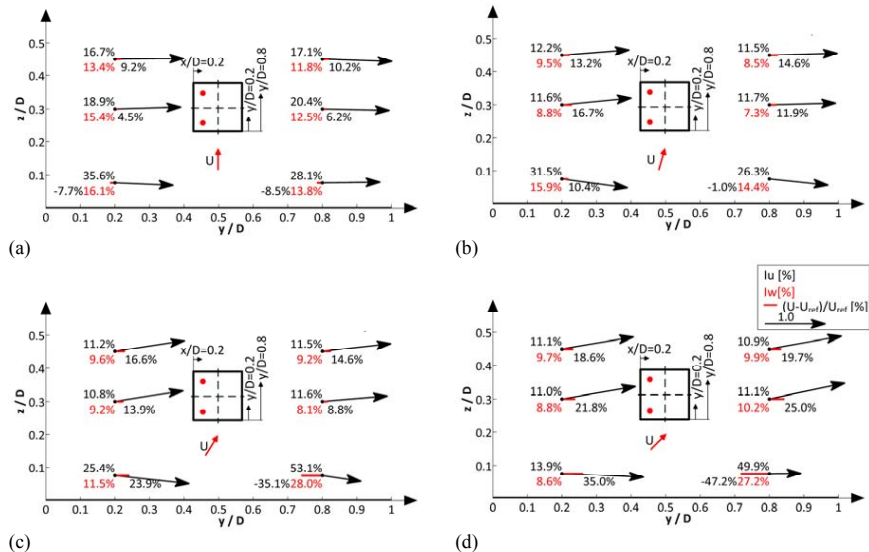 0.5
0.4
0.3
0.2
0.1
z / D
16.7%
13.4% 9.2%
18.9%
15.4% 4.5%
35.6%
-7.7% 16.1%
x/D=0.2
y/D=0.2
y/D=0.8
U
17.1%
11.8% 10.2%
20.4%
12.5% 6.2%
28.1%
-8.5% 13.8%
0 0.1 0.2 0.3 0.4 0.5 0.6 0.7 0.8 0.9 1
y / D
(a)
0.5
0.4
0.3
0.2
0.1
z / D
12.2%
9.5% 13.2%
11.6%
8.8% 16.7%
31.5%
15.9% 10.4%
x/D=0.2
y/D=0.2
y/D=0.8
U
11.5%
8.5% 14.6%
11.7%
7.3% 11.9%
26.3%
-1.0% 14.4%
0 0.1 0.2 0.3 0.4 0.5 0.6 0.7 0.8 0.9 1
y / D
(b)
0.5
0.4
0.3
0.2
0.1
z / D
11.2%
9.6% 16.6%
10.8%
9.2% 13.9%
25.4%
11.5% 23.9%
x/D=0.2
y/D=0.2
y/D=0.8
U
11.5%
9.2% 14.6%
11.6%
8.1% 8.8%
53.1%
-35.1% 28.0%
0 0.1 0.2 0.3 0.4 0.5 0.6 0.7 0.8 0.9 1
y / D
(c)
Iu [%]
Iw[%]
(U-Uref)/Uref [%]
1.0
0.5
0.4
0.3
0.2
0.1
z / D
11.1%
9.7% 18.6%
11.0%
8.8% 21.8%
13.9%
8.6% 35.0%
x/D=0.2
y/D=0.2
y/D=0.8
U
10.9%
9.9% 19.7%
11.1%
10.2% 25.0%
49.9%
-47.2% 27.2%
0 0.1 0.2 0.3 0.4 0.5 0.6 0.7 0.8 0.9 1
y / D
(d)